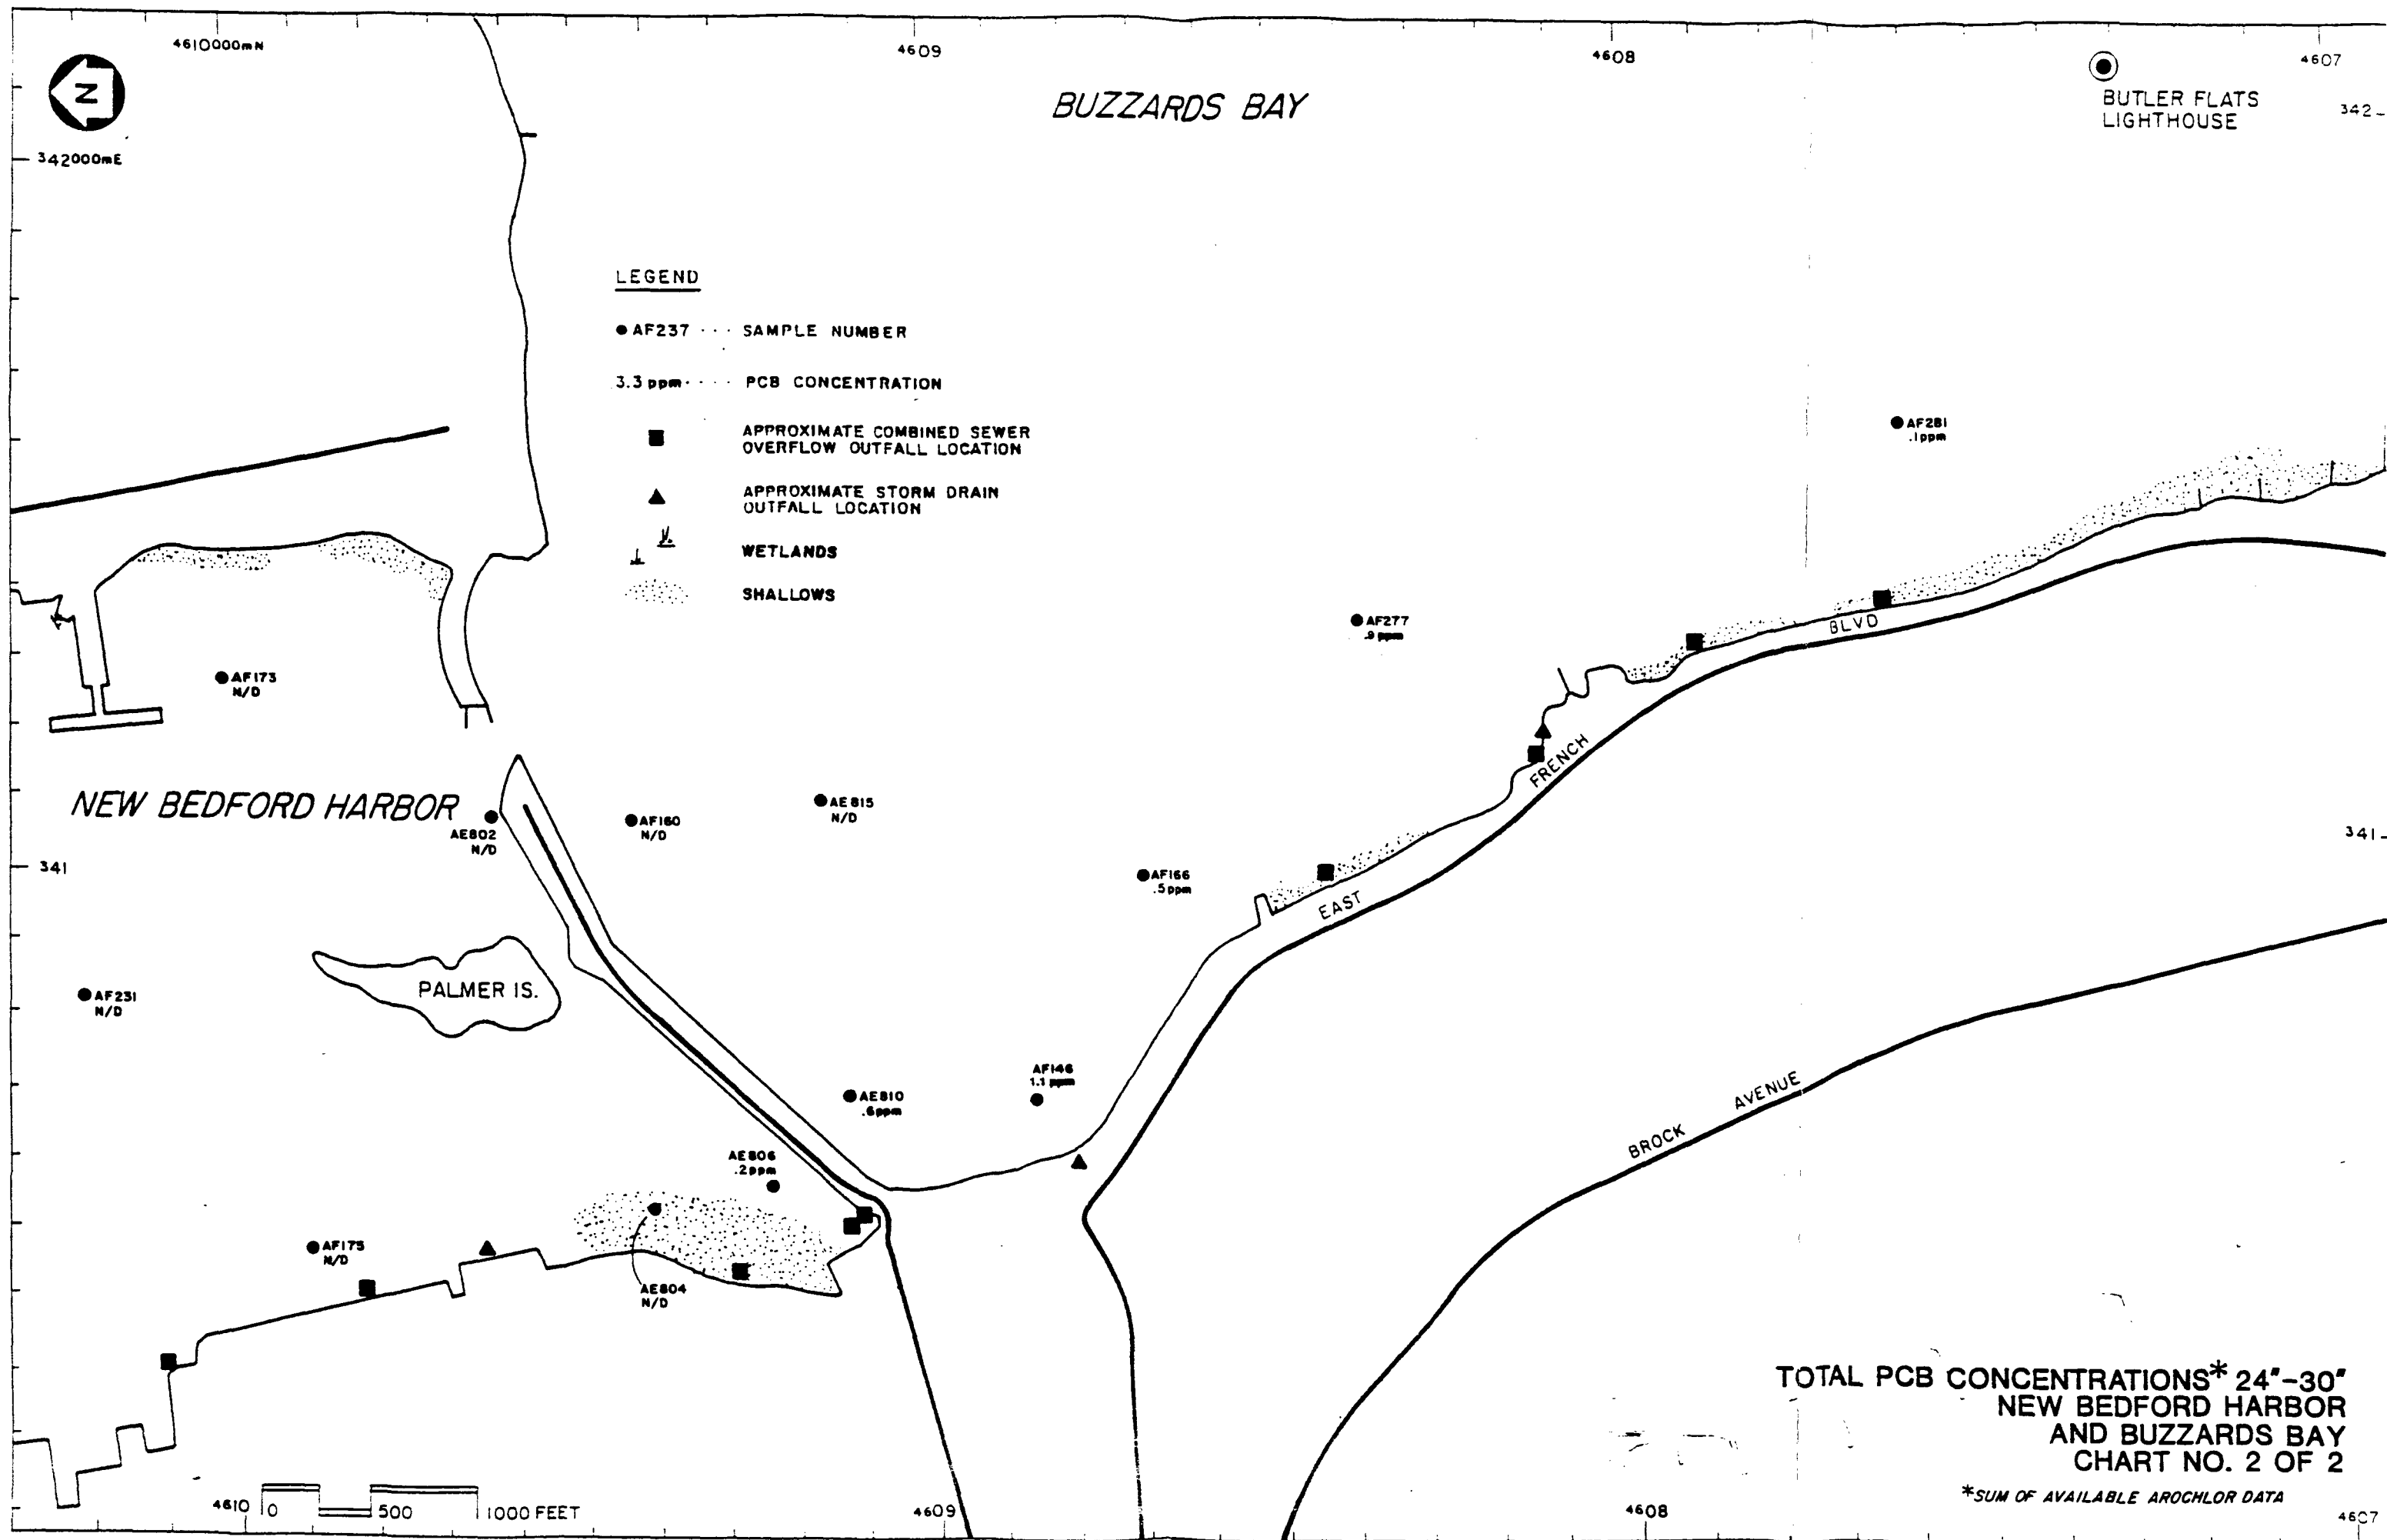 4610000mN
4609
4608
4607
N
BUZZARDS BAY
BUTLER FLATS
LIGHTHOUSE
342
342000mE
LEGEND
AF237 ··· SAMPLE NUMBER
3.3 ppm ···· PCB CONCENTRATION
APPROXIMATE COMBINED SEWER
OVERFLOW OUTFALL LOCATION
APPROXIMATE STORM DRAIN
OUTFALL LOCATION
WETLANDS
SHALLOWS
AF281
.1ppm
AF277
.9 ppm
BLVD
AF173
N/D
FRENCH
NEW BEDFORD HARBOR
AE802
N/D
AF160
N/D
AE815
N/D
341
341
AF166
.5ppm
EAST
PALMER IS.
AF231
N/D
AE810
.6ppm
AF146
1.1 ppm
AVENUE
BROCK
AE806
.2ppm
AF175
N/D
AE804
N/D
TOTAL PCB CONCENTRATIONS* 24"-30"
NEW BEDFORD HARBOR
AND BUZZARDS BAY
CHART NO. 2 OF 2
*SUM OF AVAILABLE AROCHLOR DATA
4610
0 500 1000 FEET
4609
4608
4607